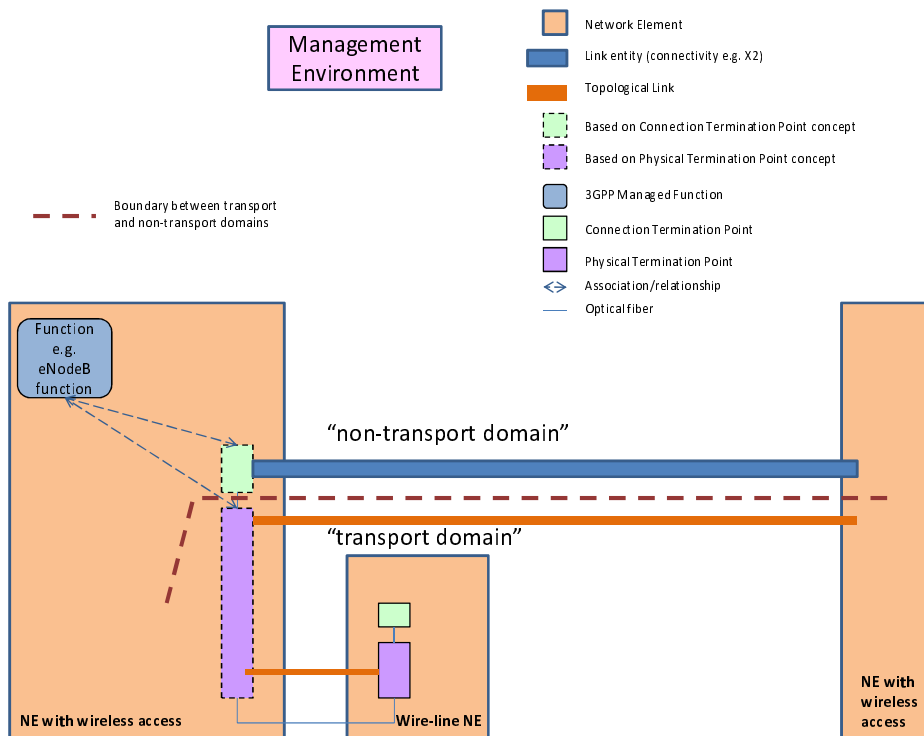 Management
Environment
Network Element
Link entity (connectivity e.g. X2)
Topological Link
Based on Connection Termination Point concept
Based on Physical Termination Point concept
3GPP Managed Function
Connection Termination Point
Physical Termination Point
Association/relationship
Optical fiber
Boundary between transport
and non-transport domains
Function
e.g.
eNodeB
function
“non-transport domain”
“transport domain”
NE with wireless access
Wire-line NE
NE with
wireless
access